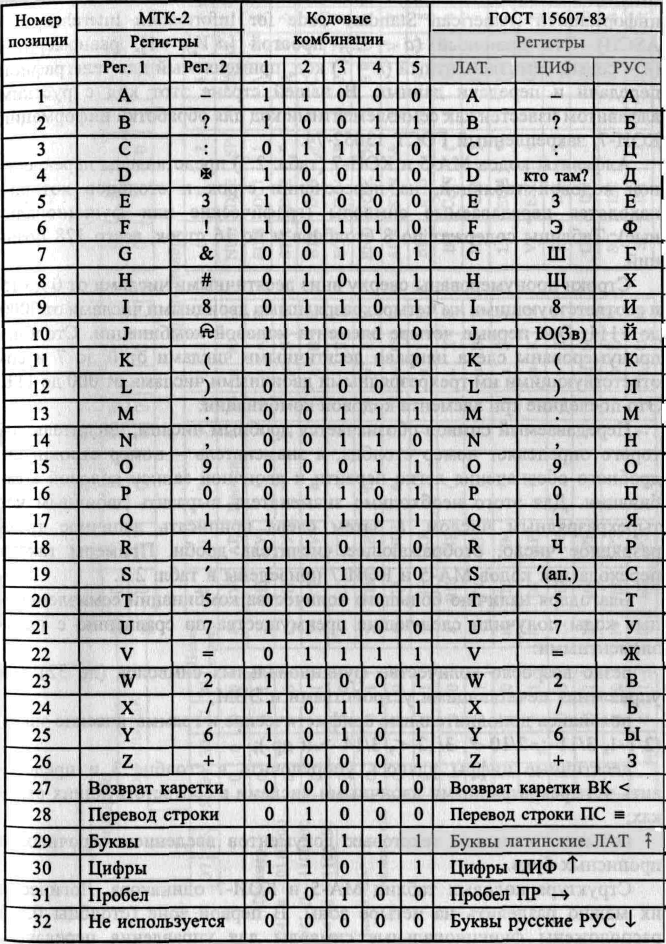 Номер позиции МТК-2 Кодовые комбинации ГОСТ 15607-83
Регистры Регистры
Рег. 1 Рег. 2 1 2 3 4 5 ЛАТ. ЦИФ РУС
1 A – 1 1 0 0 0 A – А
2 B ? 1 0 0 1 1 B ? Б
3 C : 0 1 1 1 0 C : Ц
4 D ✠ 1 0 0 1 0 D кто там? Д
5 E 3 1 0 0 0 0 E 3 Е
6 F % 1 0 1 1 0 F Э Ф
7 G & 0 1 0 1 1 G Ш Г
8 H # 0 0 1 0 1 H Щ Х
9 I 8 0 1 1 0 0 I 8 И
10 J 1 1 0 1 0 J Ю(Зв) Й
11 K ( 1 1 1 1 0 K ( К
12 L ) 0 1 0 0 1 L ) Л
13 M . 0 0 1 1 1 M . М
14 N , 0 0 1 1 0 N , Н
15 O 9 0 0 0 1 1 O 9 О
16 P 0 0 1 1 0 1 P 0 П
17 Q 1 1 1 1 0 1 Q 1 Я
18 R 4 0 1 0 1 0 R Ч Р
19 S ′ 1 0 1 0 0 S ′(ап.) С
20 T 5 0 0 0 0 1 T 5 Т
21 U 7 1 1 1 0 0 U 7 У
22 V = 0 1 1 1 1 V = Ж
23 W 2 1 1 0 0 1 W 2 В
24 X / 1 0 1 1 1 X / Ь
25 Y 6 1 0 1 0 1 Y 6 Ы
26 Z + 1 0 0 0 1 Z + З
27 Возврат каретки 0 0 0 1 0 Возврат каретки ВК <
28 Перевод строки 0 1 0 0 0 Перевод строки ПС ≡
29 Буквы 1 1 1 1 1 Буквы латинские ЛАТ ↑
30 Цифры 1 1 0 1 1 Цифры ЦИФ ↑
31 Пробел 0 0 1 0 0 Пробел ПР →
32 Не используется 0 0 0 0 0 Буквы русские РУС ↓